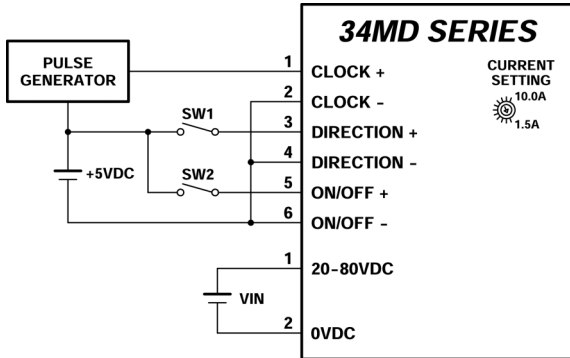 34MD SERIES
PULSE
GENERATOR
1
CLOCK +
CURRENT
SETTING
10.0A
1.5A
2
CLOCK -
SW1
3
DIRECTION +
4
DIRECTION -
+5VDC
SW2
5
ON/OFF +
6
ON/OFF -
1
20-80VDC
VIN
2
0VDC